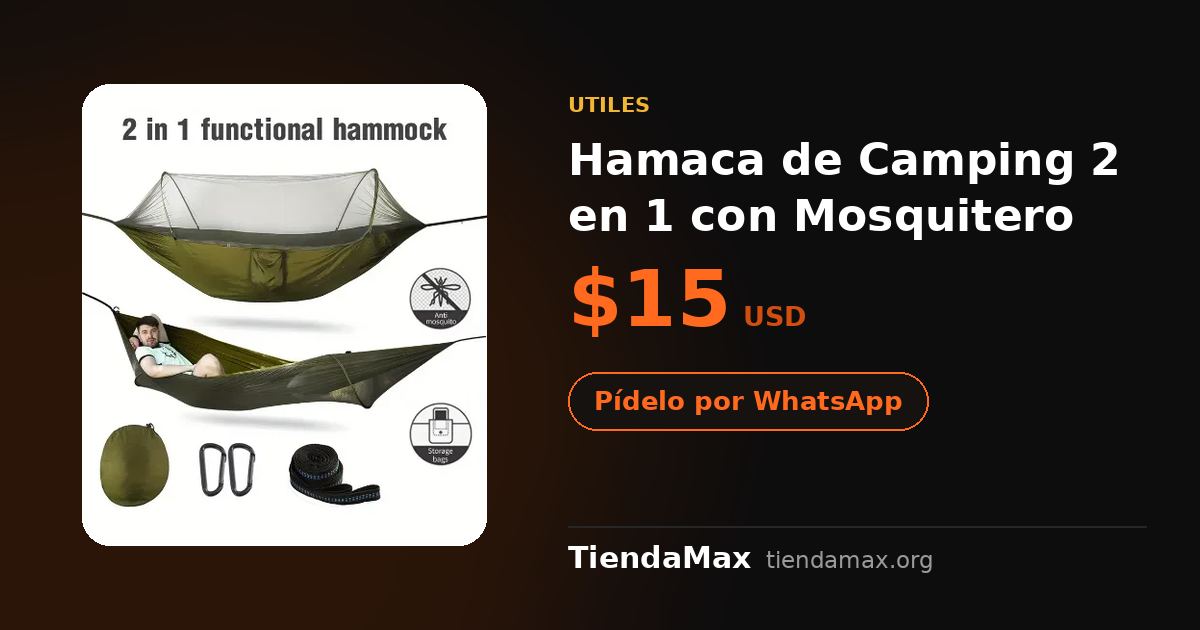 2 in 1 functional hammock
Anti
mosquito
Storage
bags
UTILES
Hamaca de Camping 2
en 1 con Mosquitero
$15 USD
Pídelo por WhatsApp
TiendaMax tiendamax.org